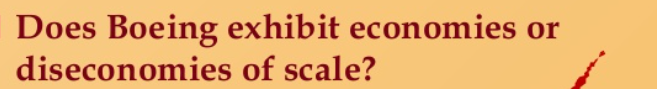 Does Boeing exhibit economies or
diseconomies of scale?